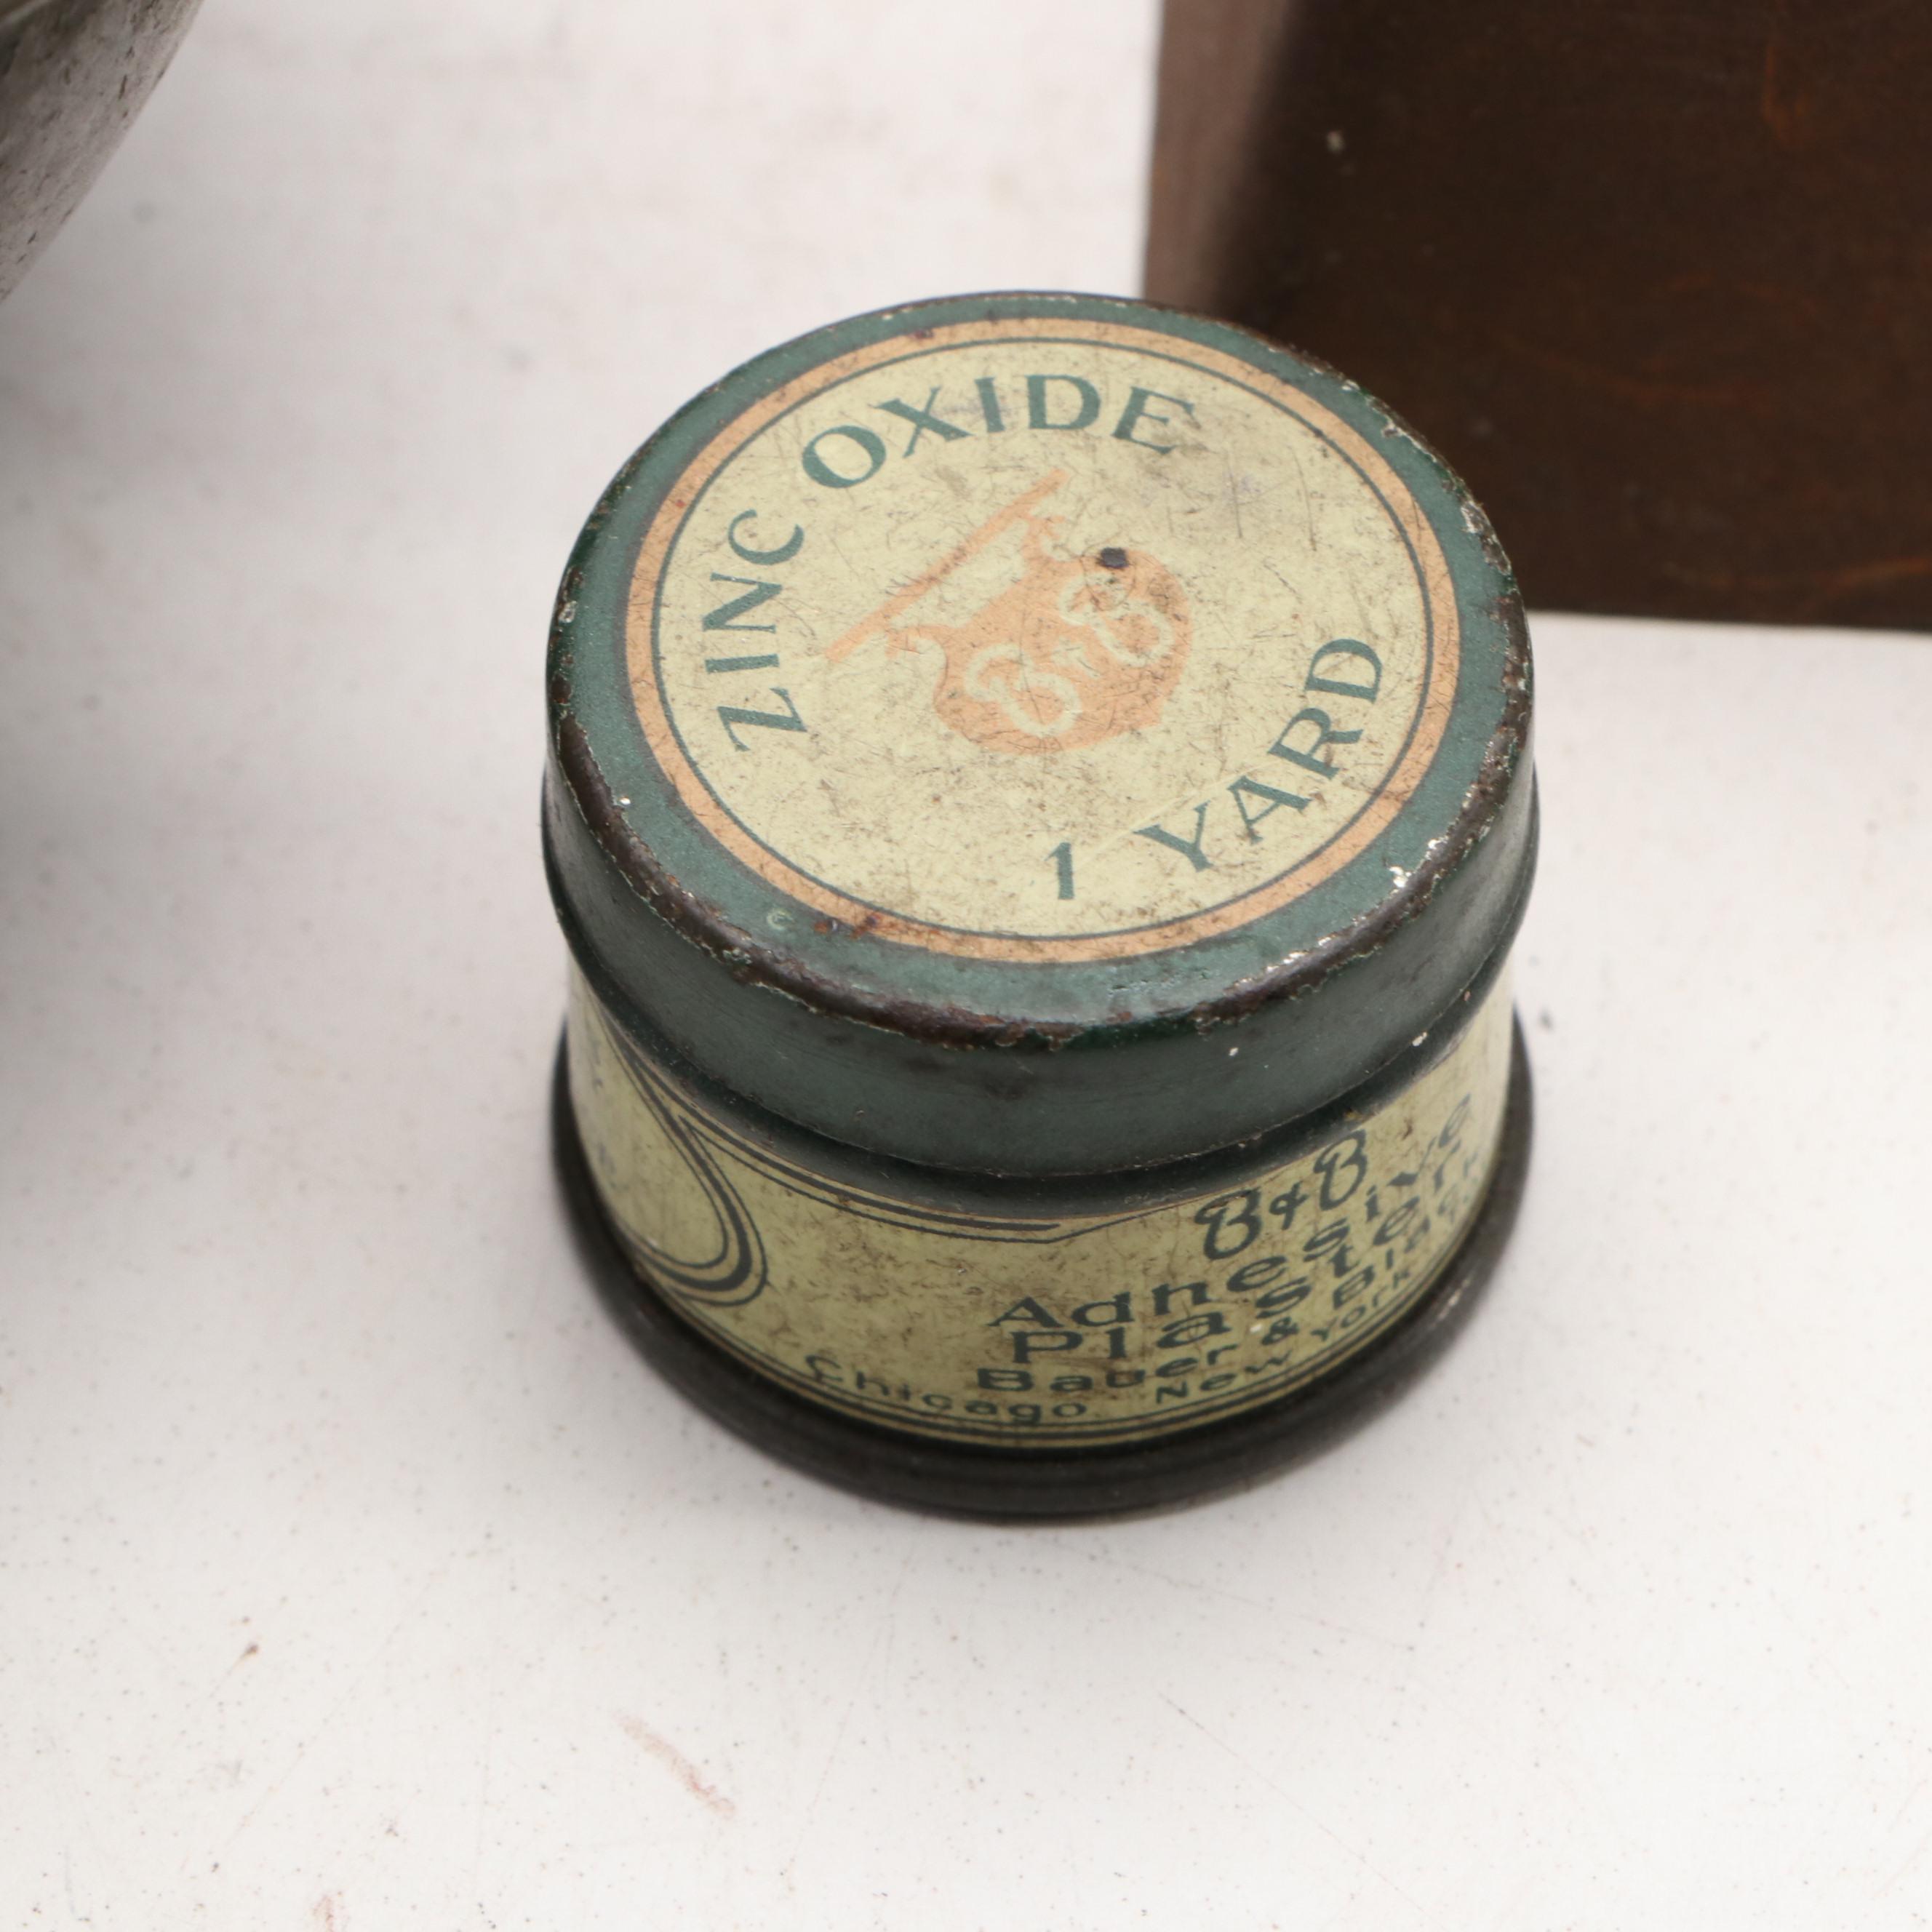 ZINC OXIDE
B&B
1 YARD
B&B
Adhesive
Plaster
Bauer & Black
Chicago New York